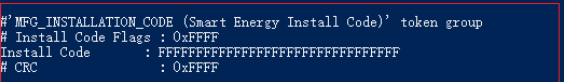 #'MFG_INSTALLATION_CODE (Smart Energy Install Code)' token group
# Install Code Flags : 0xFFFF
Install Code       : FFFFFFFFFFFFFFFFFFFFFFFFFFFFFFFF
# CRC                : 0xFFFF